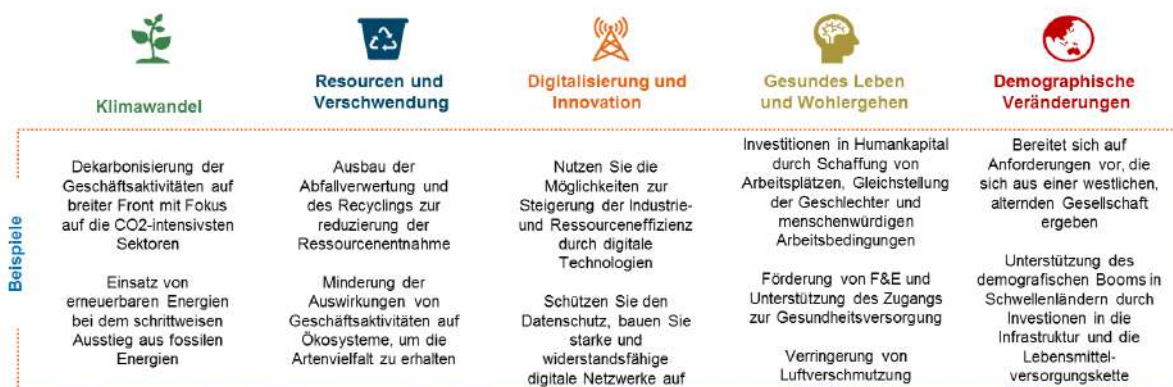 Klimawandel
Resourcen und
Verschwendung
Digitalisierung und
Innovation
Gesundes Leben
und Wohlergehen
Demographische
Veränderungen
Beispiele
Dekarbonisierung der
Geschäftsaktivitäten auf
breiter Front mit Fokus
auf die CO2-intensivsten
Sektoren
Einsatz von
erneuerbaren Energien
bei dem schrittweisen
Ausstieg aus fossilen
Energien
Ausbau der
Abfallverwertung und
des Recyclings zur
reduzierung der
Ressourcenentnahme
Minderung der
Auswirkungen von
Geschäftsaktivitäten auf
Ökosysteme, um die
Artenvielfalt zu erhalten
Nutzen Sie die
Möglichkeiten zur
Steigerung der Industrie-
und Ressourceneffizienz
durch digitale
Technologien
Schützen Sie den
Datenschutz, bauen Sie
starke und
widerstandsfähige
digitale Netzwerke auf
Investitionen in Humankapital
durch Schaffung von
Arbeitsplätzen, Gleichstellung
der Geschlechter und
menschenwürdigen
Arbeitsbedingungen
Förderung von F&E und
Unterstützung des Zugangs
zur Gesundheitsversorgung
Verringerung von
Luftverschmutzung
Bereitet sich auf
Anforderungen vor, die
sich aus einer westlichen,
alternden Gesellschaft
ergeben
Unterstützung des
demografischen Booms in
Schwellenländern durch
Investionen in die
Infrastruktur und die
Lebensmittel-
versorgungskette